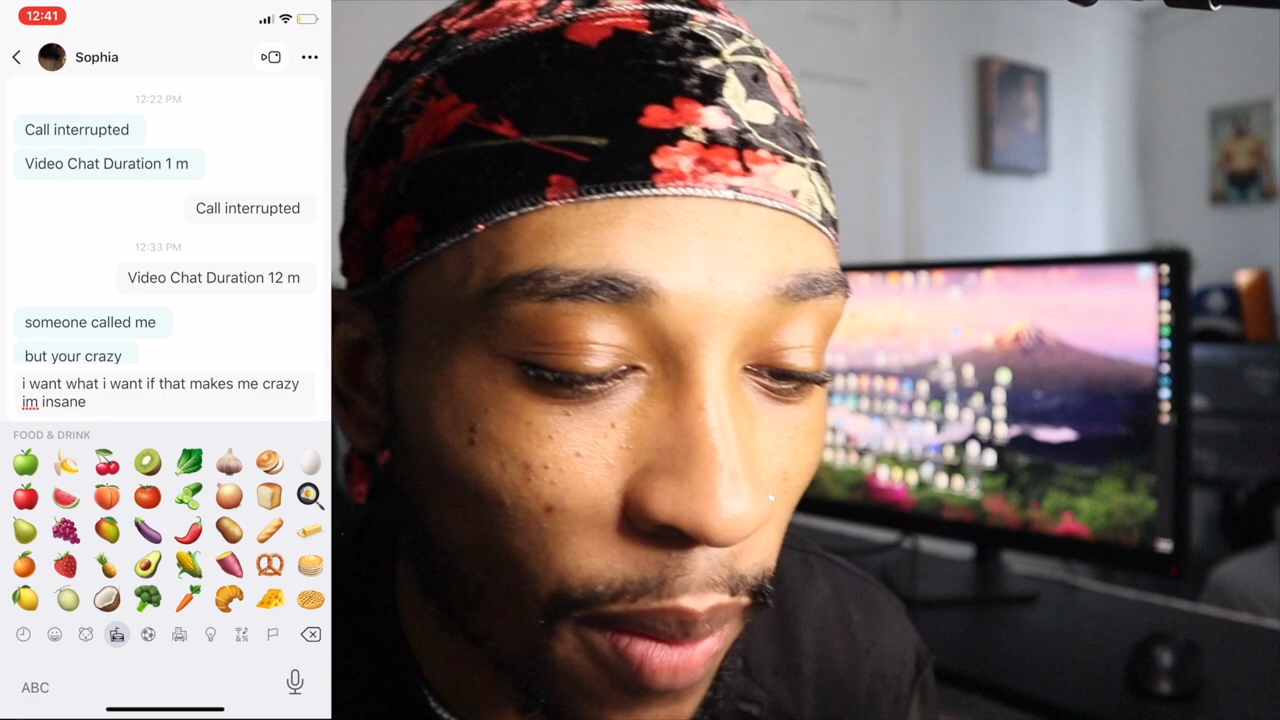 12:41
Sophia
12:22 PM
Call interrupted
Video Chat Duration 1 m
Call interrupted
12:33 PM
Video Chat Duration 12 m
someone called me
but your crazy
i want what i want if that makes me crazy
im insane
FOOD & DRINK
ABC